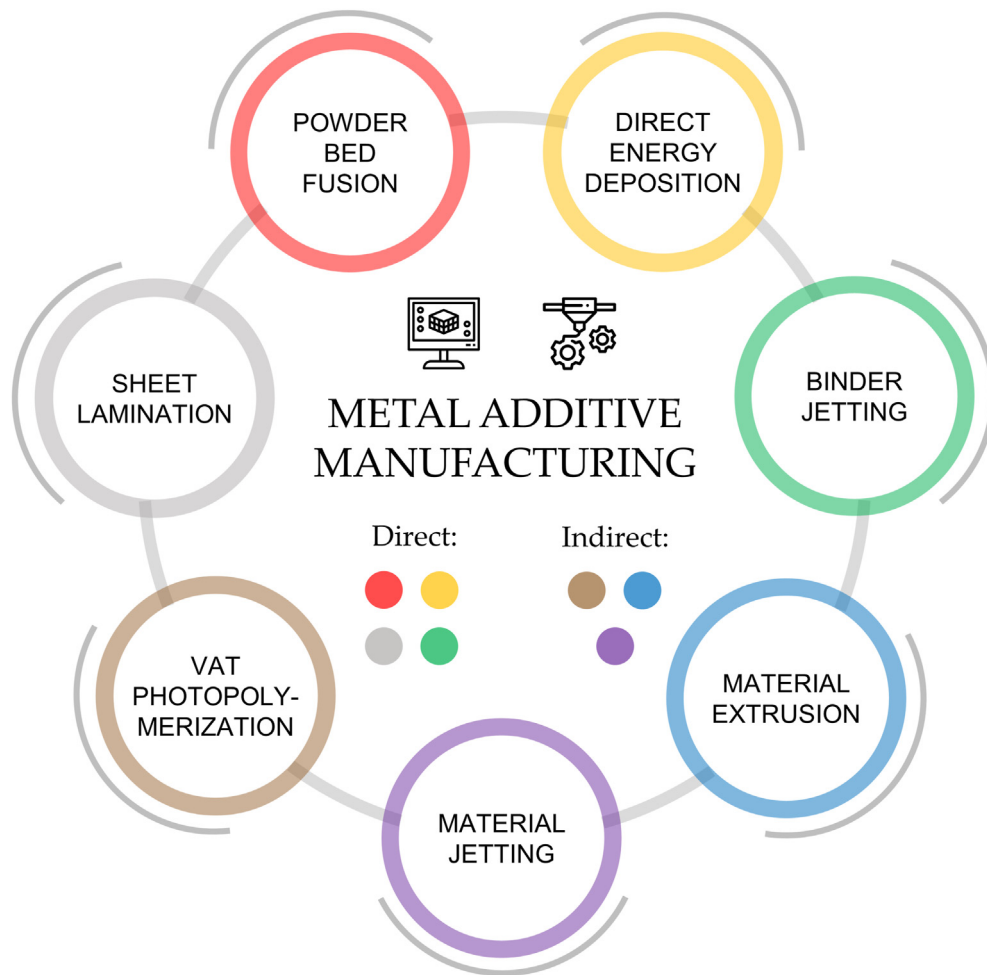 POWDER
BED
FUSION
DIRECT
ENERGY
DEPOSITION
SHEET
LAMINATION
BINDER
JETTING
METAL ADDITIVE
MANUFACTURING
Direct:
Indirect:
VAT
PHOTOPOLY-
MERIZATION
MATERIAL
EXTRUSION
MATERIAL
JETTING